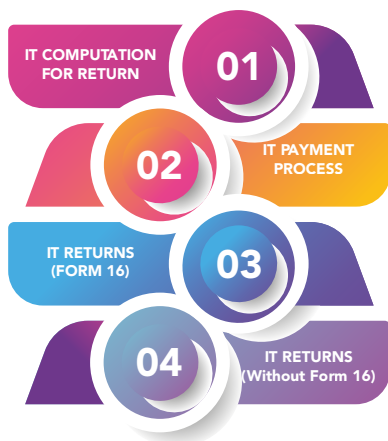 IT COMPUTATION
FOR RETURN
01
02
IT PAYMENT
PROCESS
IT RETURNS
(FORM 16)
03
04
IT RETURNS
(Without Form 16)